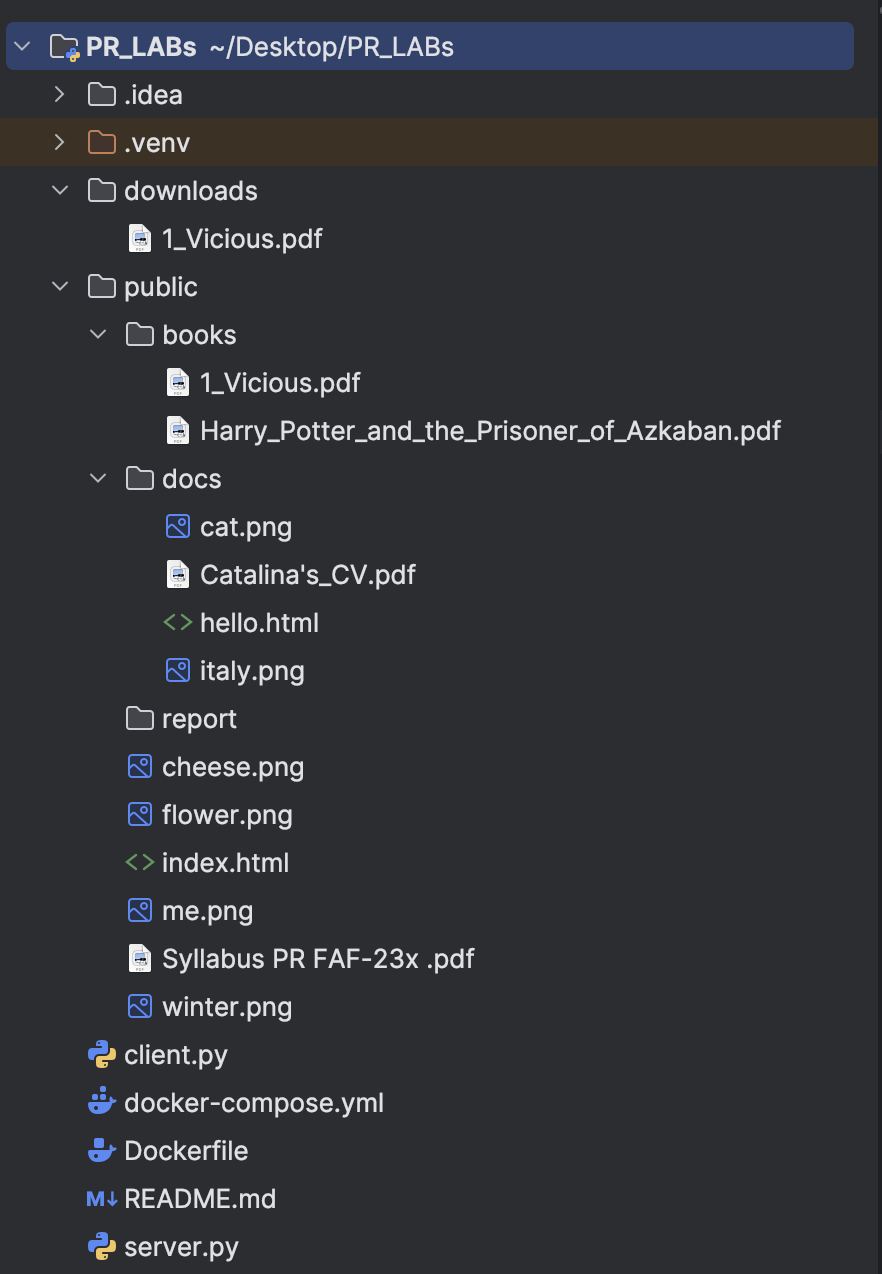 PR_LABs ~/Desktop/PR_LABs
.idea
.venv
downloads
1_Vicious.pdf
public
books
1_Vicious.pdf
Harry_Potter_and_the_Prisoner_of_Azkaban.pdf
docs
cat.png
Catalina's_CV.pdf
hello.html
italy.png
report
cheese.png
flower.png
index.html
me.png
Syllabus PR FAF-23x .pdf
winter.png
client.py
docker-compose.yml
Dockerfile
M↓ README.md
server.py